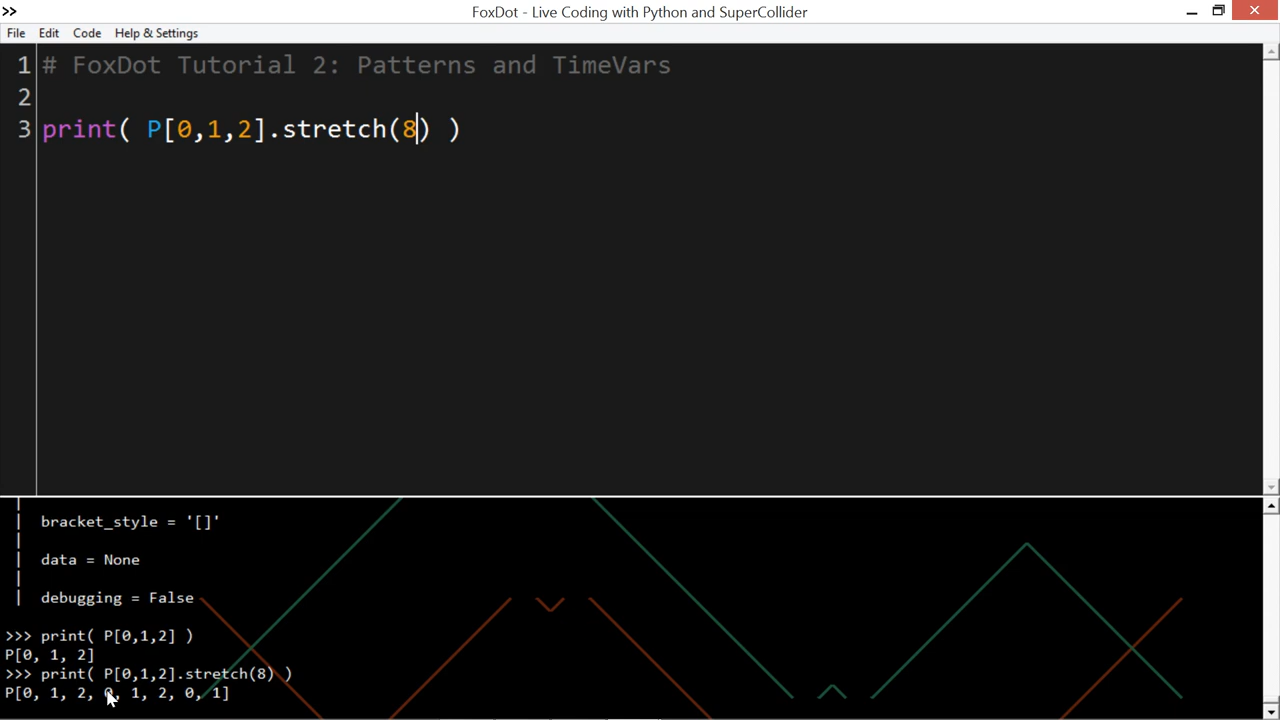 FoxDot - Live Coding with Python and SuperCollider
File Edit Code Help & Settings
1 # FoxDot Tutorial 2: Patterns and TimeVars
2
3 print( P[0,1,2].stretch(8) )
| bracket_style = '[]'
|
| data = None
|
| debugging = False
>>> print( P[0,1,2] )
P[0, 1, 2]
>>> print( P[0,1,2].stretch(8) )
P[0, 1, 2, 0, 1, 2, 0, 1]